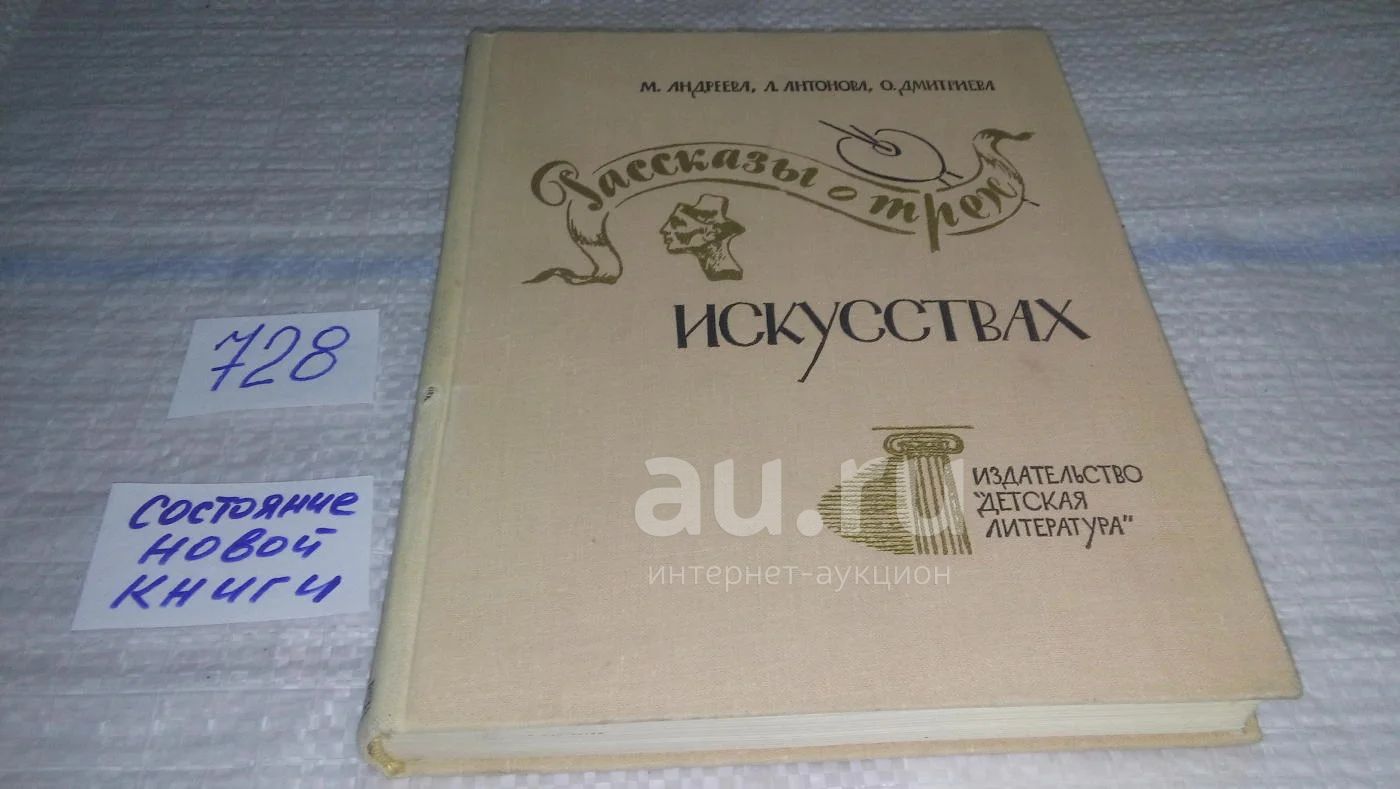 М. АНДРЕЕВА, Л. АНТОНОВА, О. ДМИТРИЕВА
Рассказы о трех
ИСКУССТВАХ
728
СОСТОЯНИЕ
НОВОЙ
КНИГИ
au.ru
интернет-аукцион
ИЗДАТЕЛЬСТВО
"ДЕТСКАЯ
ЛИТЕРАТУРА"